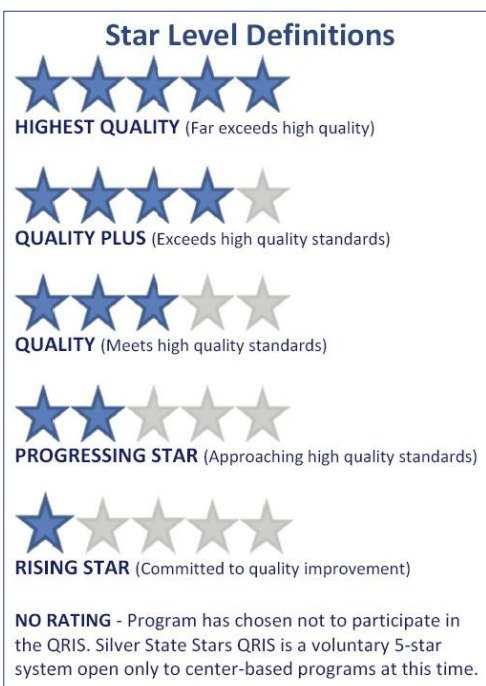 Star Level Definitions
HIGHEST QUALITY (Far exceeds high quality)
QUALITY PLUS (Exceeds high quality standards)
QUALITY (Meets high quality standards)
PROGRESSING STAR (Approaching high quality standards)
RISING STAR (Committed to quality improvement)
NO RATING - Program has chosen not to participate in
the QRIS. Silver State Stars QRIS is a voluntary 5-star
system open only to center-based programs at this time.